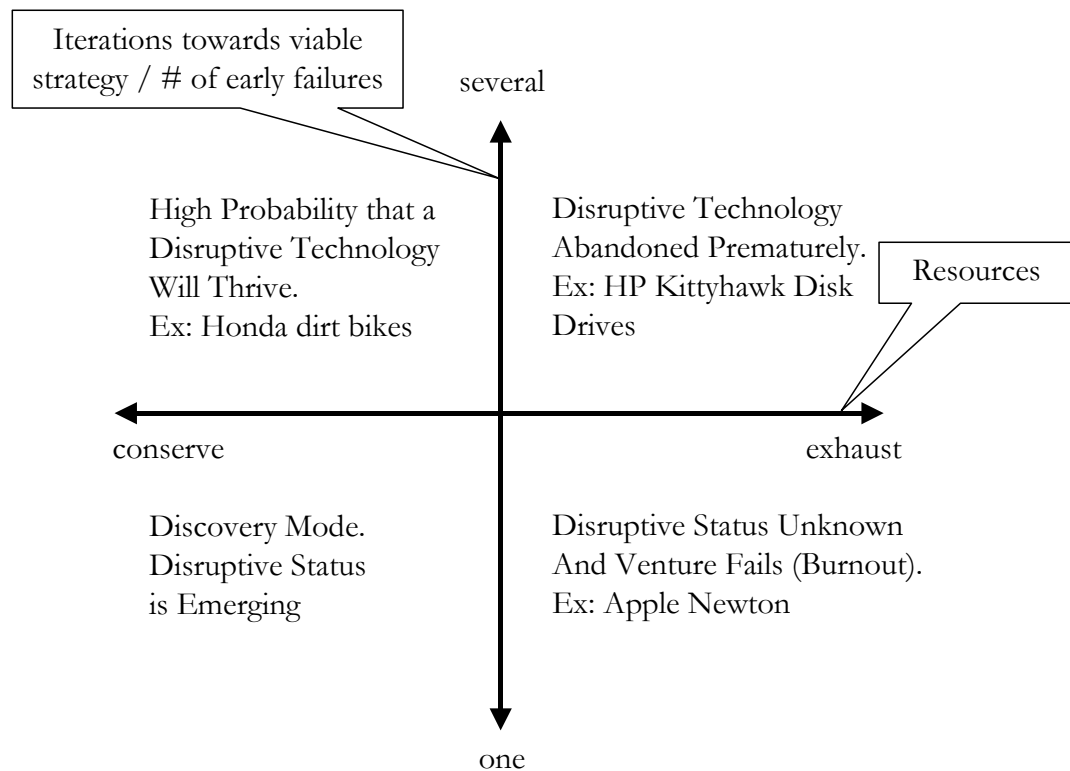 Iterations towards viable
strategy / # of early failures
several
High Probability that a
Disruptive Technology
Will Thrive.
Ex: Honda dirt bikes
Disruptive Technology
Abandoned Prematurely.
Ex: HP Kittyhawk Disk
Drives
Resources
conserve
exhaust
Discovery Mode.
Disruptive Status
is Emerging
Disruptive Status Unknown
And Venture Fails (Burnout).
Ex: Apple Newton
one